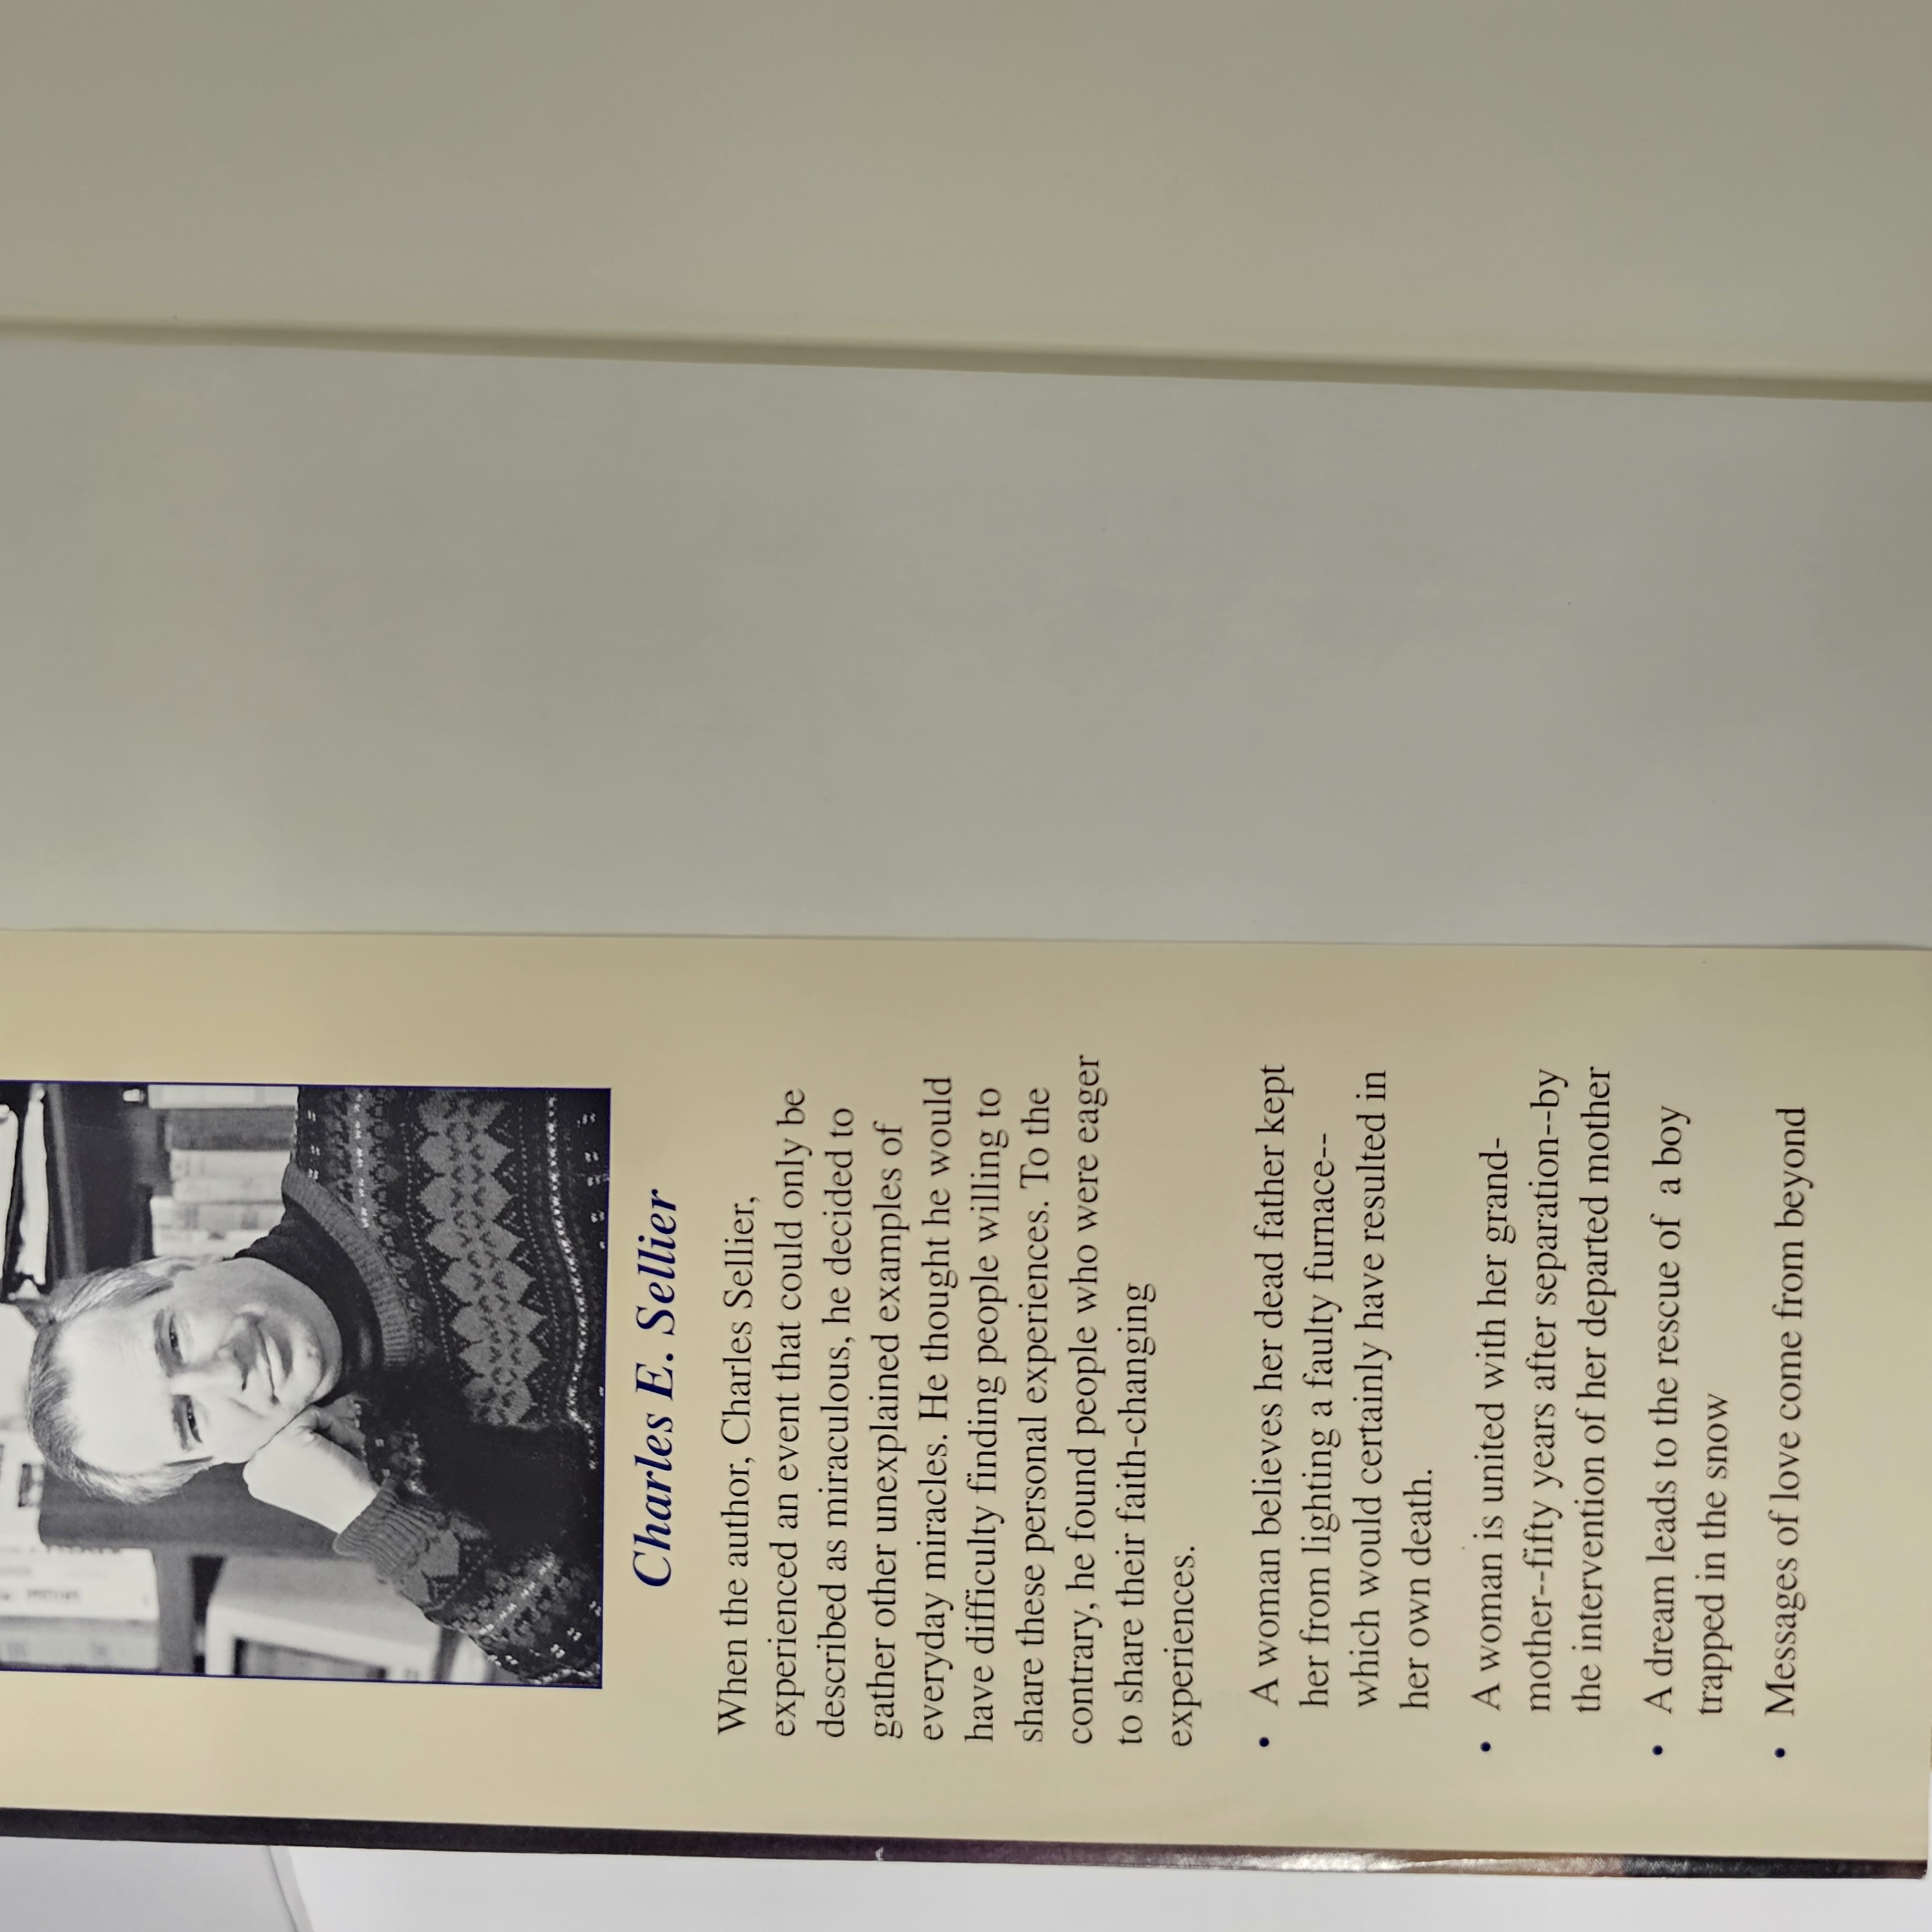 Charles E. Sellier
When the author, Charles Sellier,
experienced an event that could only be
described as miraculous, he decided to
gather other unexplained examples of
everyday miracles. He thought he would
have difficulty finding people willing to
share these personal experiences. To the
contrary, he found people who were eager
to share their faith-changing
experiences.
• A woman believes her dead father kept
her from lighting a faulty furnace--
which would certainly have resulted in
her own death.
• A woman is united with her grand-
mother--fifty years after separation--by
the intervention of her departed mother
• A dream leads to the rescue of a boy
trapped in the snow
• Messages of love come from beyond